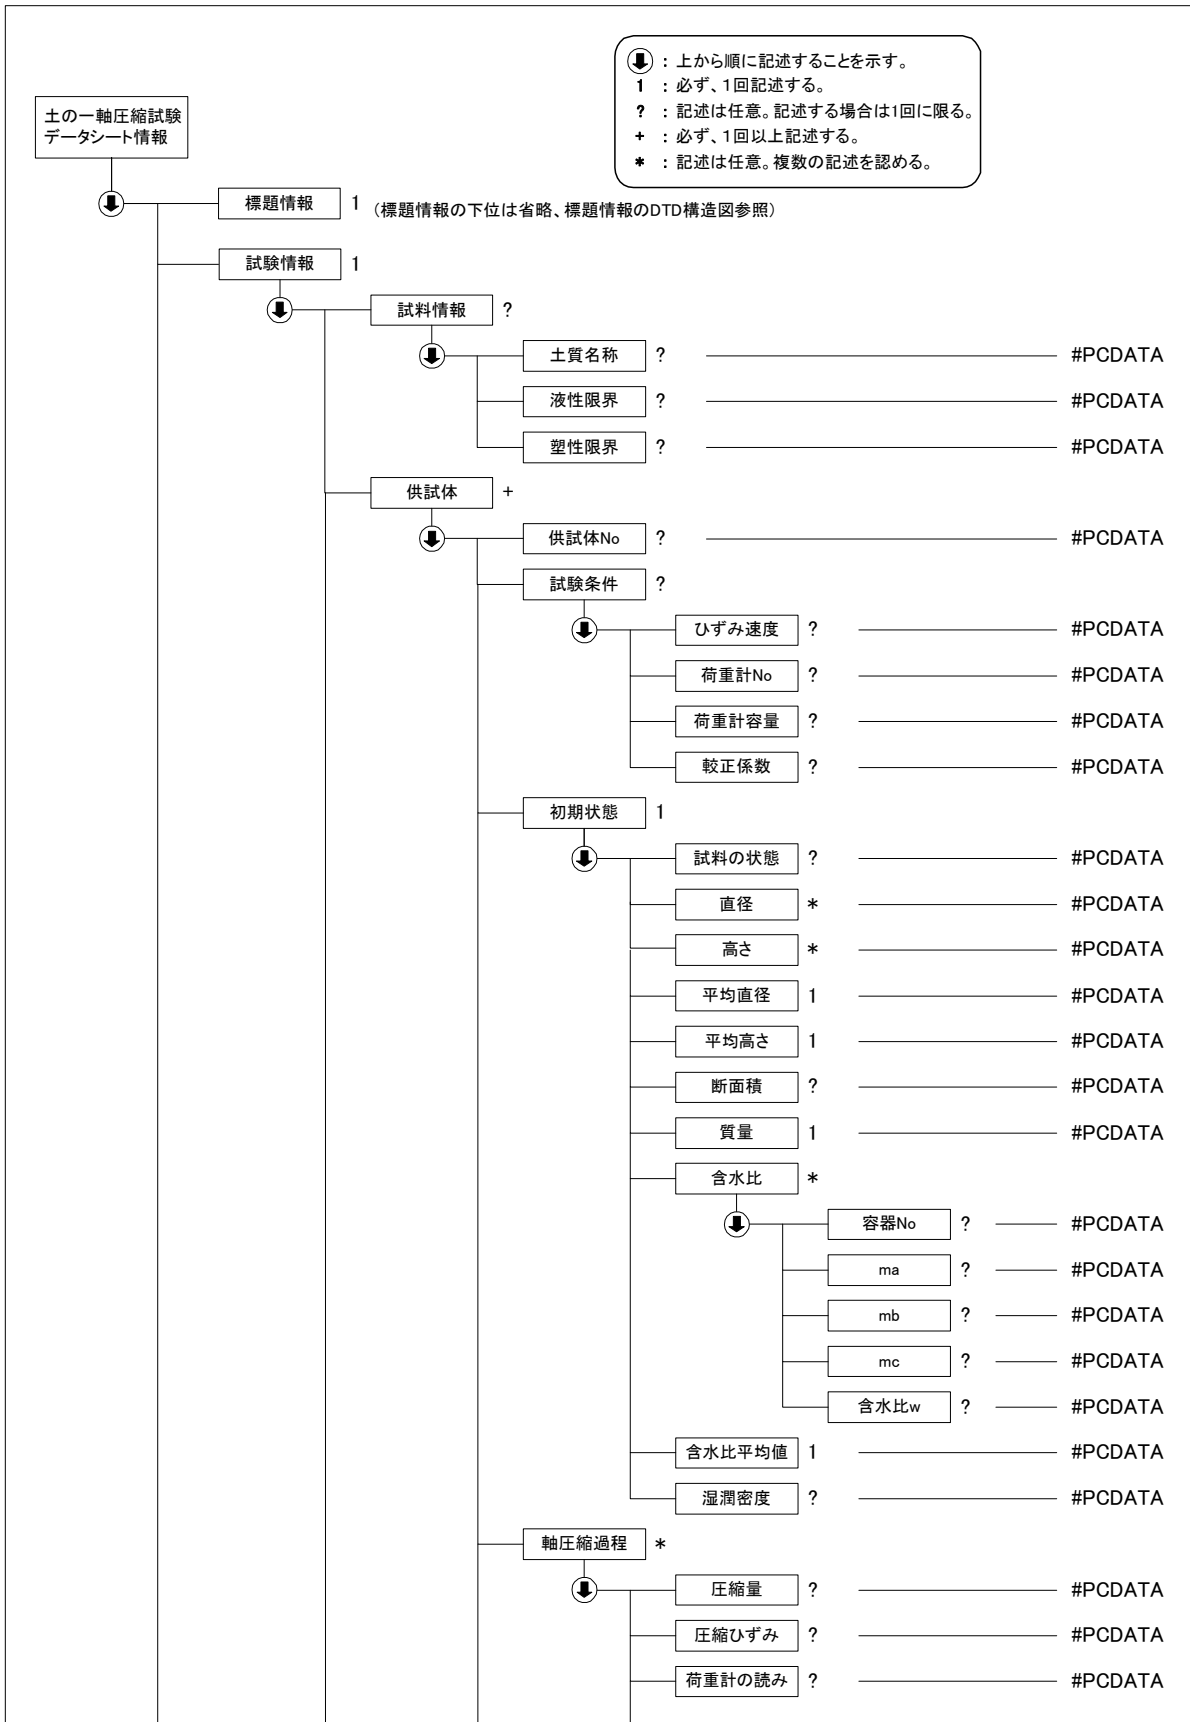 ：上から順に記述することを示す。
1 ：必ず、1回記述する。
? ：記述は任意。記述する場合は1回に限る。
+ ：必ず、1回以上記述する。
* ：記述は任意。複数の記述を認める。
土の一軸圧縮試験
データシート情報
標題情報 1 (標題情報の下位は省略、標題情報のDTD構造図参照)
試験情報 1
試料情報 ?
土質名称 ? #PCDATA
液性限界 ? #PCDATA
塑性限界 ? #PCDATA
供試体 +
供試体No ? #PCDATA
試験条件 ?
ひずみ速度 ? #PCDATA
荷重計No ? #PCDATA
荷重計容量 ? #PCDATA
較正係数 ? #PCDATA
初期状態 1
試料の状態 ? #PCDATA
直径 * #PCDATA
高さ * #PCDATA
平均直径 1 #PCDATA
平均高さ 1 #PCDATA
断面積 ? #PCDATA
質量 1 #PCDATA
含水比 *
容器No ? #PCDATA
ma ? #PCDATA
mb ? #PCDATA
mc ? #PCDATA
含水比w ? #PCDATA
含水比平均値 1 #PCDATA
湿潤密度 ? #PCDATA
軸圧縮過程 *
圧縮量 ? #PCDATA
圧縮ひずみ ? #PCDATA
荷重計の読み ? #PCDATA